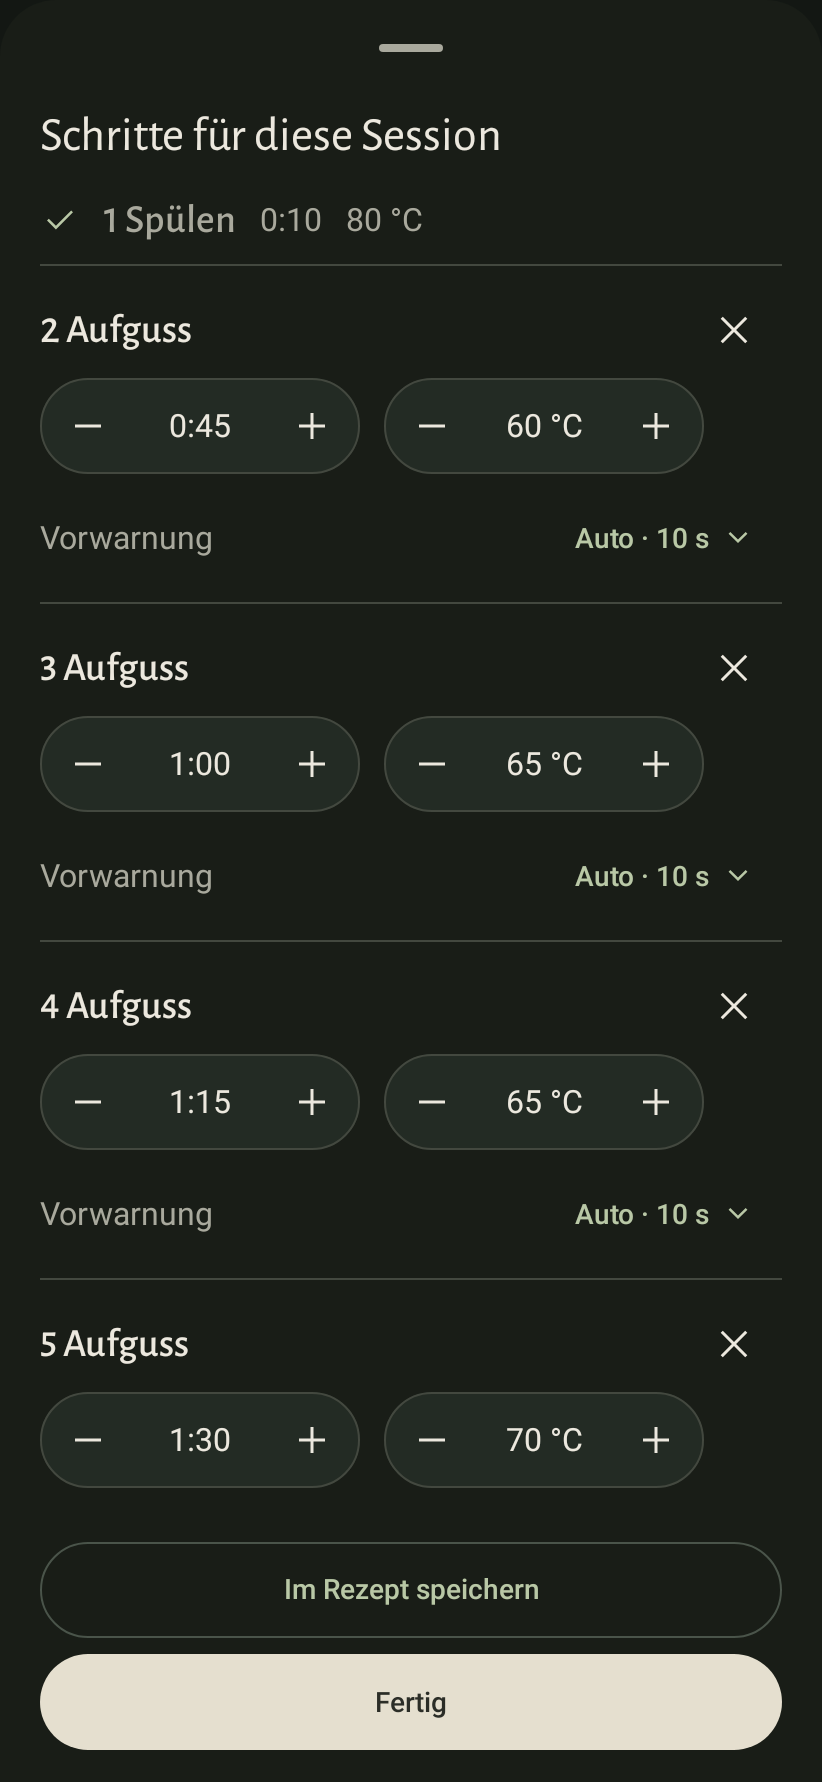 Schritte für diese Session
1 Spülen 0:10 80 °C
2 Aufguss
0:45 60 °C
Vorwarnung Auto · 10 s
3 Aufguss
1:00 65 °C
Vorwarnung Auto · 10 s
4 Aufguss
1:15 65 °C
Vorwarnung Auto · 10 s
5 Aufguss
1:30 70 °C
Im Rezept speichern
Fertig